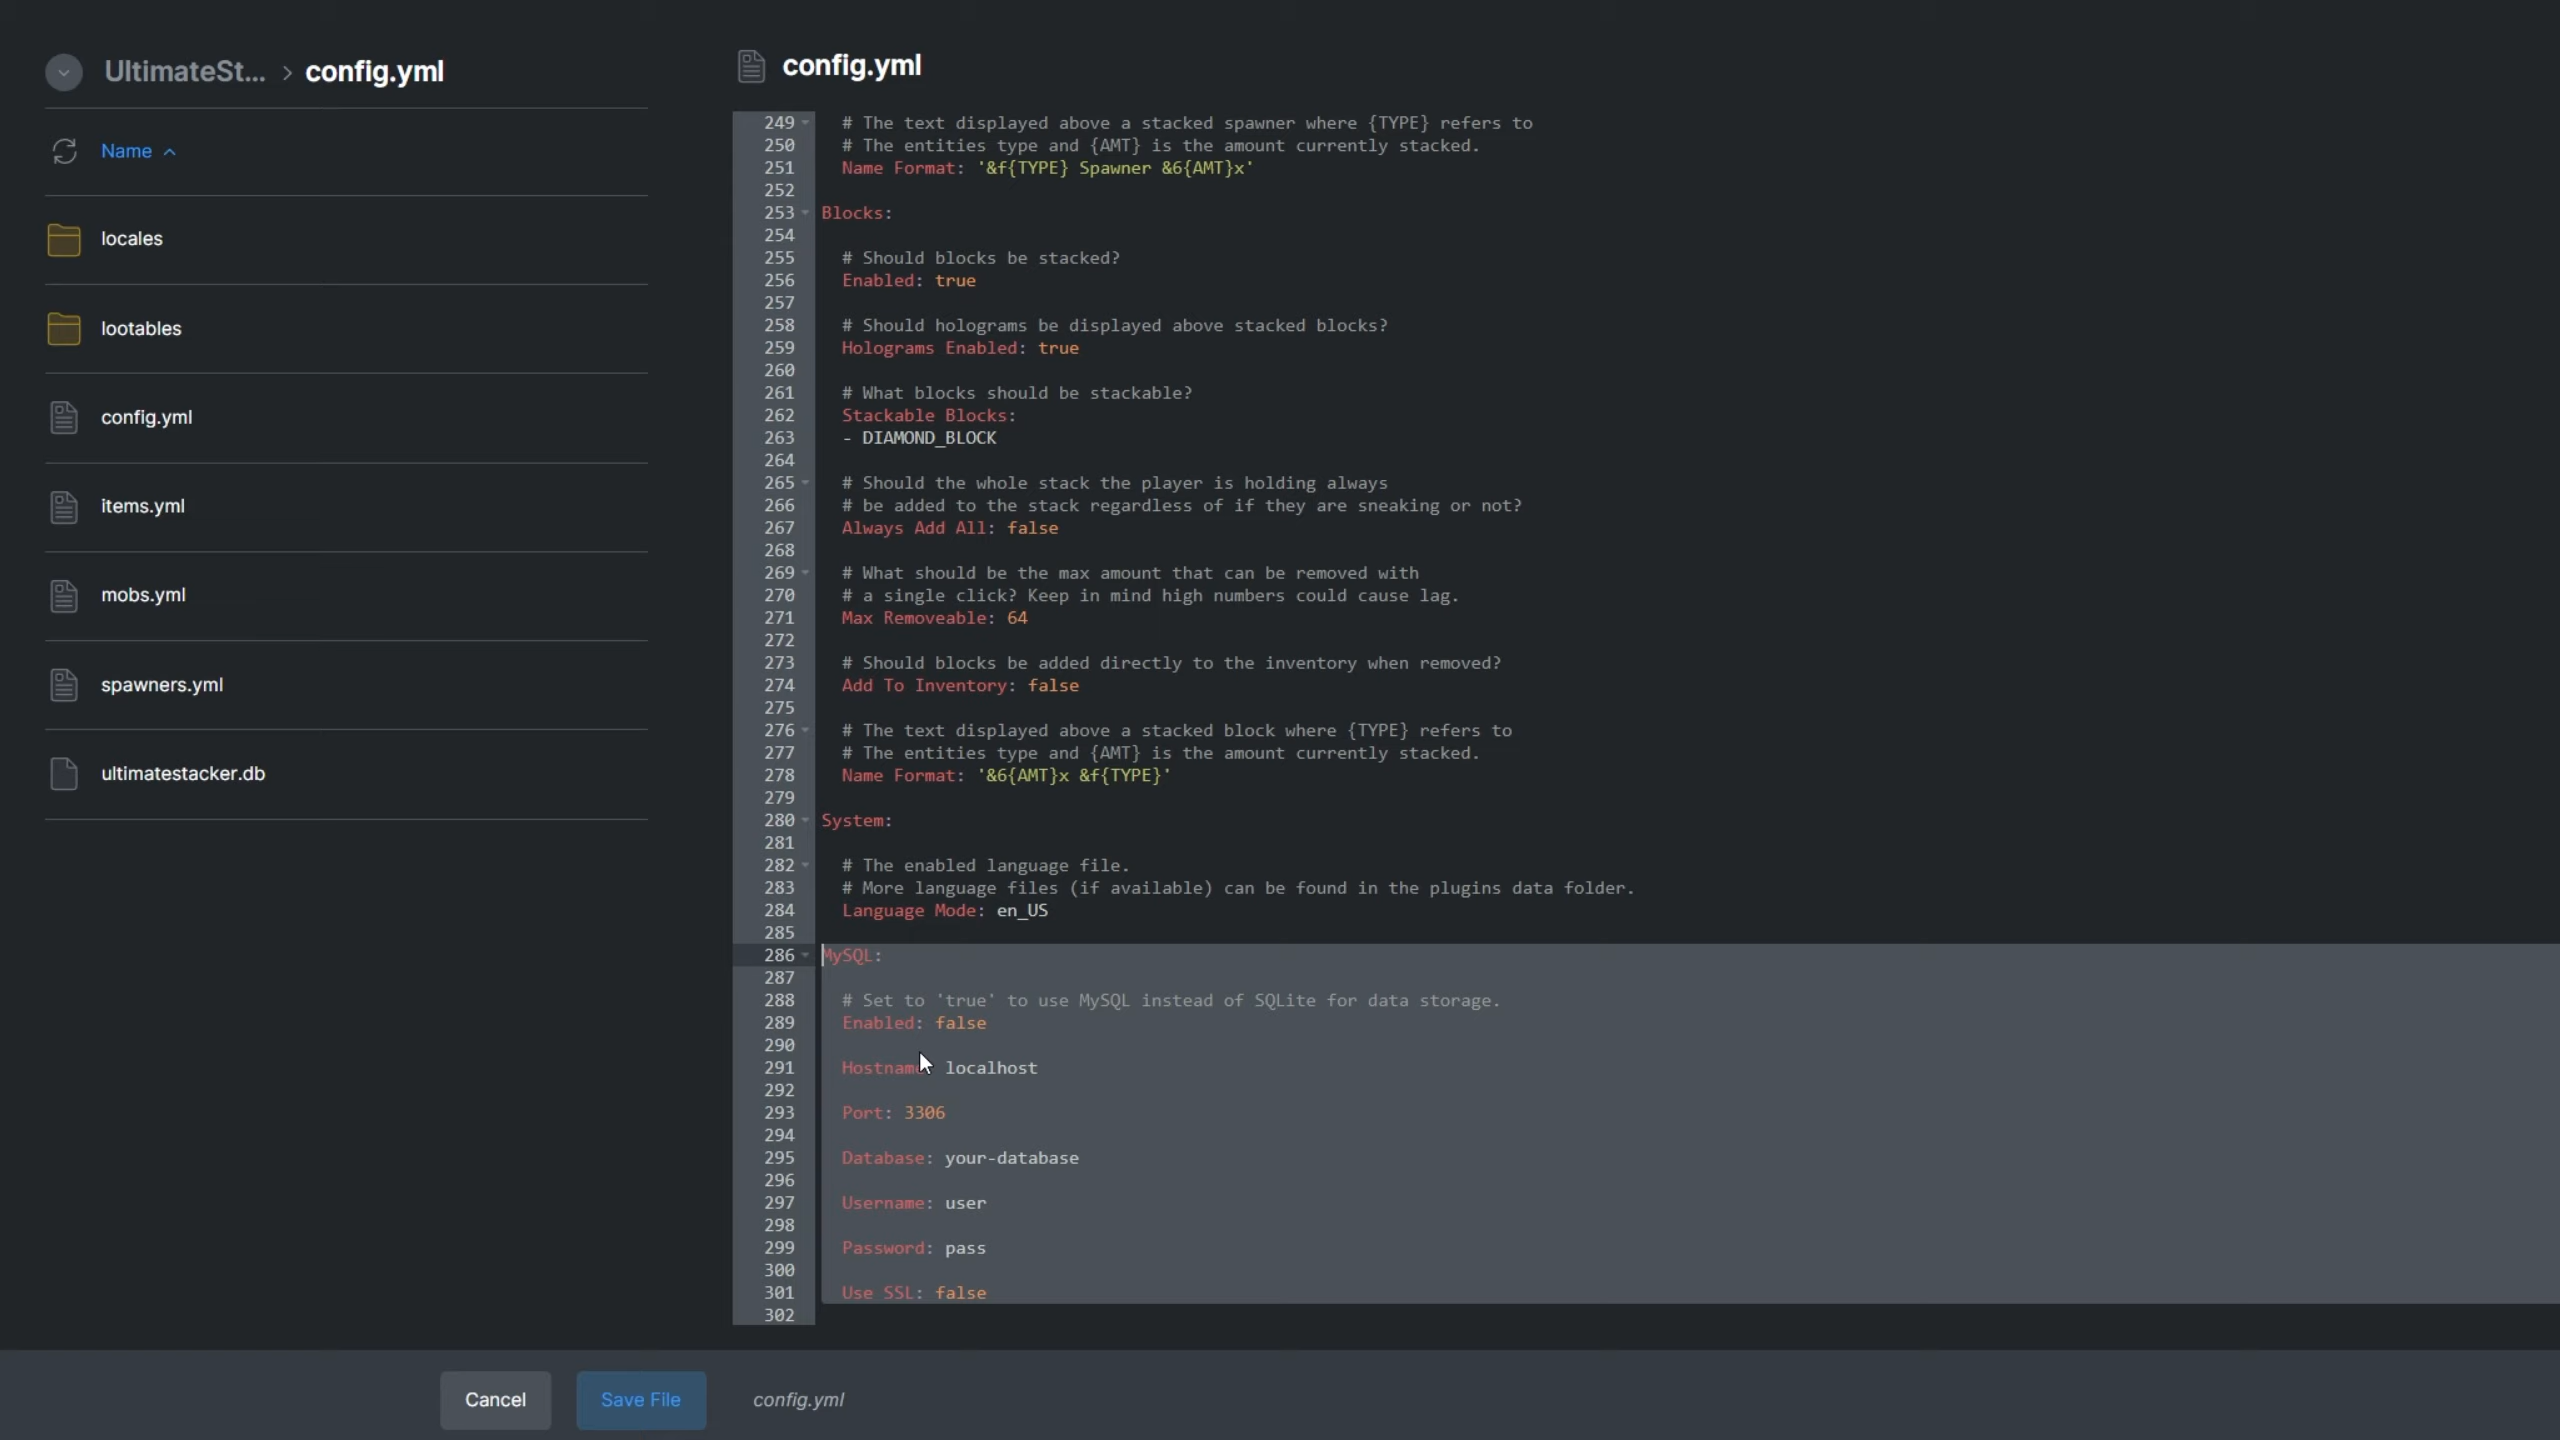 UltimateSt... > config.yml
Name
locales
lootables
config.yml
items.yml
mobs.yml
spawners.yml
ultimatestacker.db
config.yml
249 # The text displayed above a stacked spawner where {TYPE} refers to
250 # The entities type and {AMT} is the amount currently stacked.
251 Name Format: '&f{TYPE} Spawner &6{AMT}x'
252
253 Blocks:
254
255 # Should blocks be stacked?
256 Enabled: true
257
258 # Should holograms be displayed above stacked blocks?
259 Holograms Enabled: true
260
261 # What blocks should be stackable?
262 Stackable Blocks:
263 - DIAMOND_BLOCK
264
265 # Should the whole stack the player is holding always
266 # be added to the stack regardless of if they are sneaking or not?
267 Always Add All: false
268
269 # What should be the max amount that can be removed with
270 # a single click? Keep in mind high numbers could cause lag.
271 Max Removeable: 64
272
273 # Should blocks be added directly to the inventory when removed?
274 Add To Inventory: false
275
276 # The text displayed above a stacked block where {TYPE} refers to
277 # The entities type and {AMT} is the amount currently stacked.
278 Name Format: '&6{AMT}x &f{TYPE}'
279
280 System:
281
282 # The enabled language file.
283 # More language files (if available) can be found in the plugins data folder.
284 Language Mode: en_US
285
286 MySQL:
287
288 # Set to 'true' to use MySQL instead of SQLite for data storage.
289 Enabled: false
290
291 Hostname localhost
292
293 Port: 3306
294
295 Database: your-database
296
297 Username: user
298
299 Password: pass
300
301 Use SSL: false
302
Cancel
Save File
config.yml